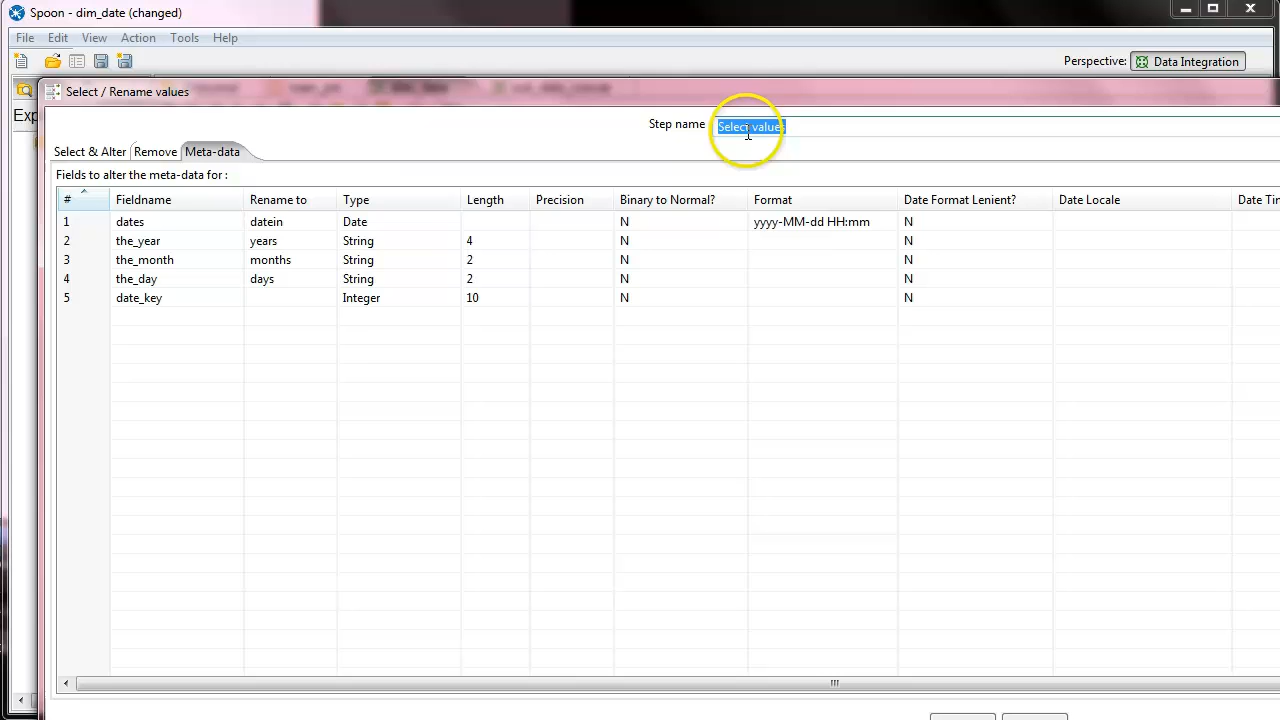 Spoon - dim_date (changed)
File Edit View Action Tools Help
Perspective: Data Integration
Select / Rename values
Exp
Step name Select values
Select & Alter Remove Meta-data
Fields to alter the meta-data for :
# Fieldname Rename to Type Length Precision Binary to Normal? Format Date Format Lenient? Date Locale Date Tim
1 dates datein Date N yyyy-MM-dd HH:mm N
2 the_year years String 4 N N
3 the_month months String 2 N N
4 the_day days String 2 N N
5 date_key Integer 10 N N